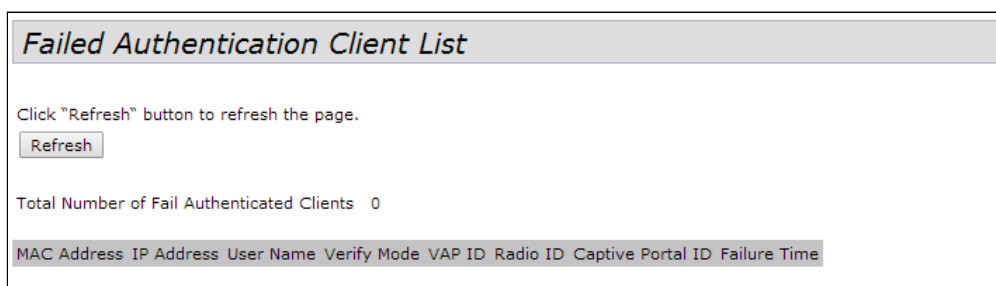 Failed Authentication Client List
Click "Refresh" button to refresh the page.
Refresh
Total Number of Fail Authenticated Clients 0
MAC Address IP Address User Name Verify Mode VAP ID Radio ID Captive Portal ID Failure Time